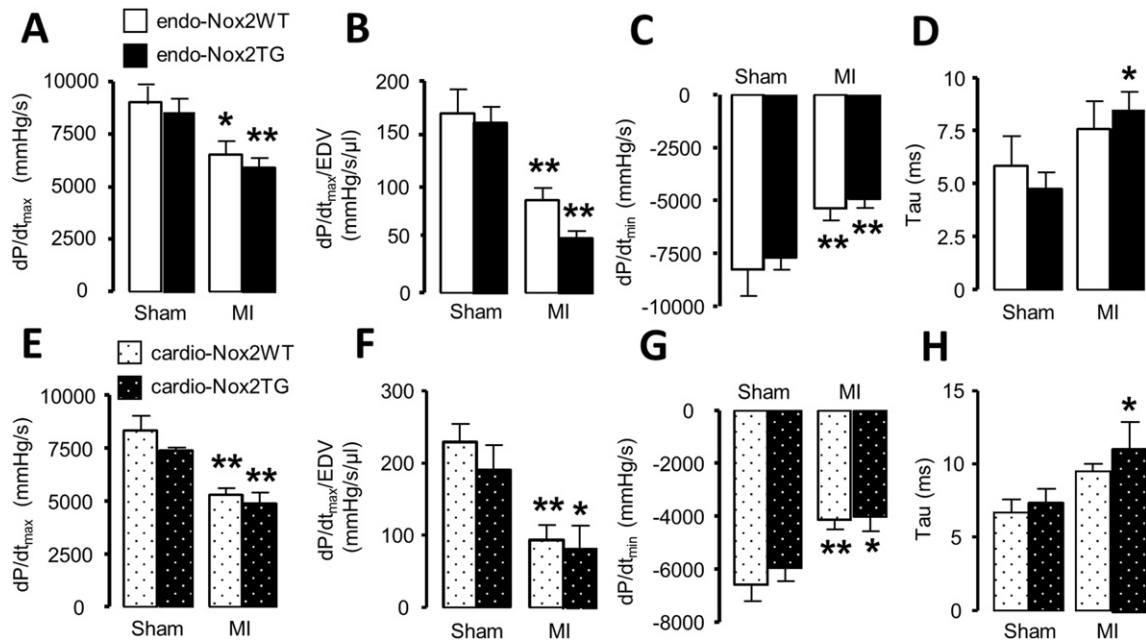 A
endo-Nox2WT
endo-Nox2TG
dP/dtmax (mmHg/s)
10000
7500
5000
2500
0
*
**
Sham
MI
B
dP/dtmax/EDV
(mmHg/s/µl)
200
150
100
50
0
**
**
Sham
MI
C
Sham
MI
dP/dtmin (mmHg/s)
0
-2500
-5000
-7500
-10000
**
**
D
Tau (ms)
10
7.5
5.0
2.5
0
*
Sham
MI
E
cardio-Nox2WT
cardio-Nox2TG
dP/dtmax (mmHg/s)
10000
7500
5000
7500
0
**
**
Sham
MI
F
dP/dtmax/EDV
(mmHg/s/µl)
300
200
100
0
**
*
Sham
MI
G
Sham
MI
dP/dtmin (mmHg/s)
0
-2000
-4000
-6000
-8000
**
*
H
Tau (ms)
15
10
5
0
*
Sham
MI